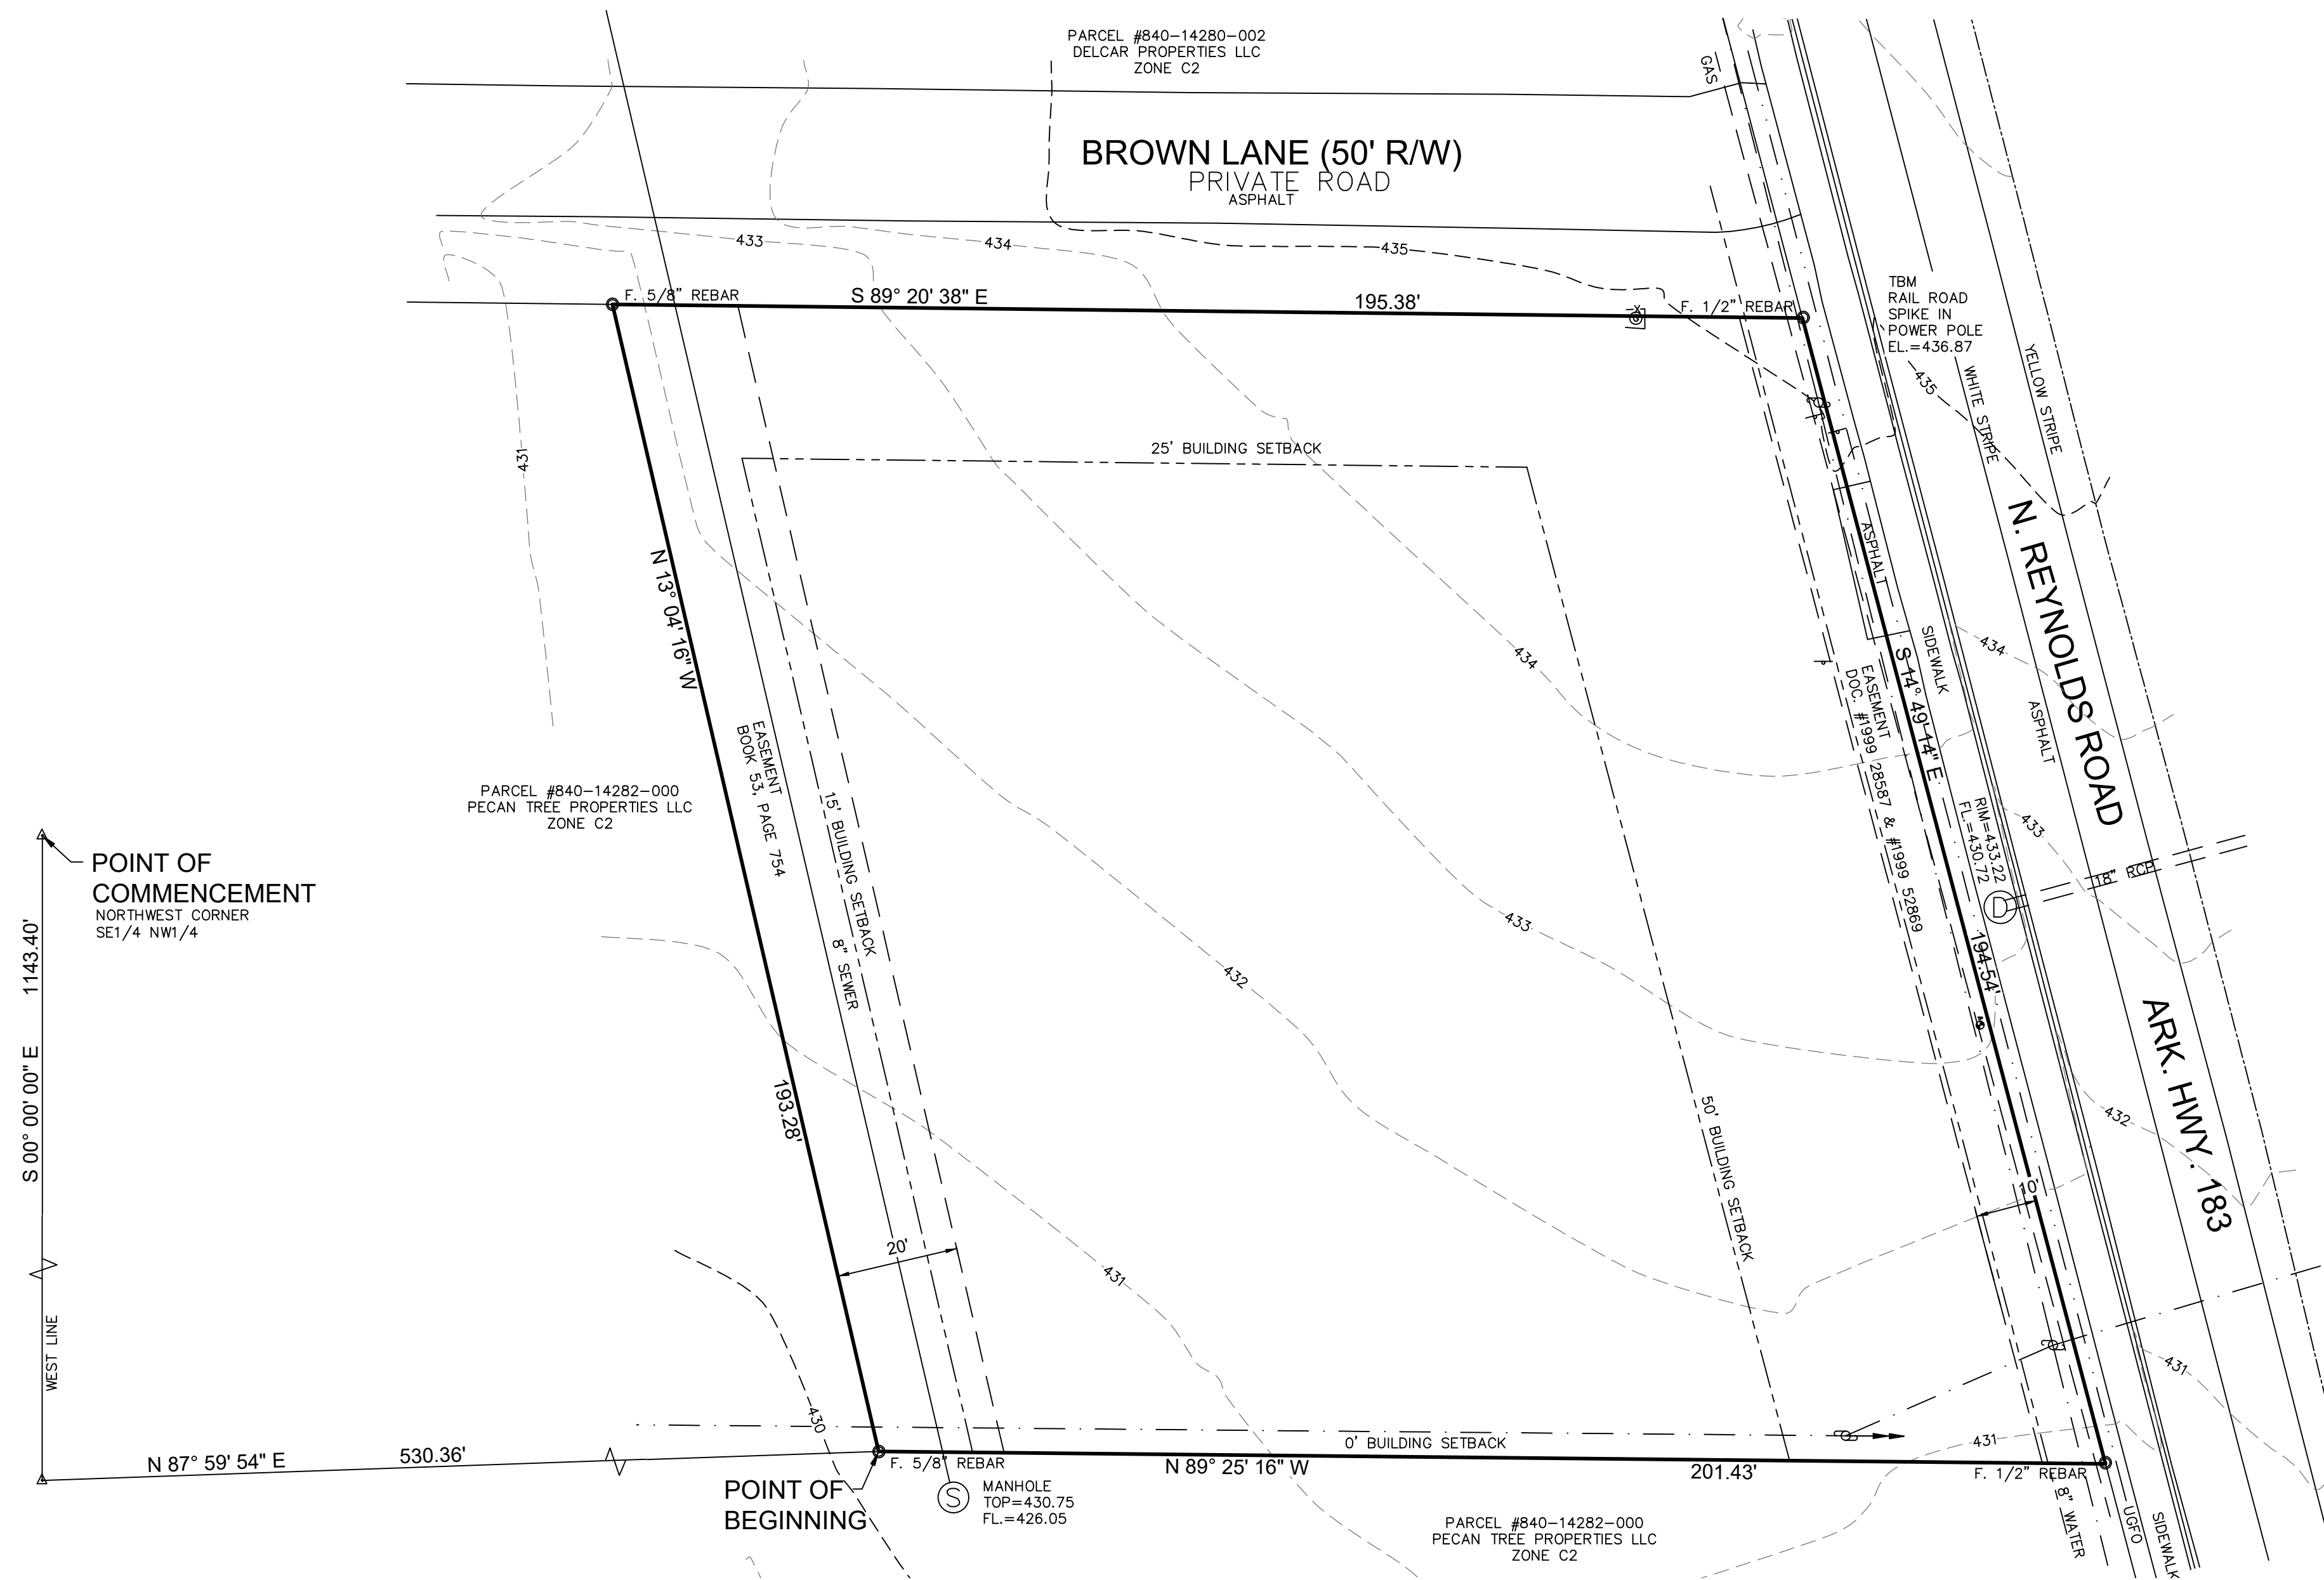 PARCEL #840-14280-002
DELCAR PROPERTIES LLC
ZONE C2
GAS
BROWN LANE (50' R/W)
PRIVATE ROAD
ASPHALT
433
434
435
F. 5/8" REBAR
S 89° 20' 38" E
195.38'
F. 1/2" REBAR
TBM
RAIL ROAD
SPIKE IN
POWER POLE
EL.=436.87
435
WHITE STRIPE
YELLOW STRIPE
431
25' BUILDING SETBACK
N 13° 04' 16" W
ASPHALT
N. REYNOLDS ROAD
434
SIDEWALK
434
S 14° 49' 14" E
EASEMENT
DOC. #1999 28587 & #1999 52869
ASPHALT
EASEMENT
BOOK 53, PAGE 754
15' BUILDING SETBACK
PARCEL #840-14282-000
PECAN TREE PROPERTIES LLC
ZONE C2
RIM=433.22
FL.=430.72
433
18" RCP
D
POINT OF
COMMENCEMENT
NORTHWEST CORNER
SE1/4 NW1/4
8" SEWER
433
432
194.54'
ARK. HWY. 183
S 00° 00' 00" E
1143.40'
193.28'
50' BUILDING SETBACK
432
10'
20'
431
WEST LINE
431
430
0' BUILDING SETBACK
431
N 87° 59' 54" E
530.36'
F. 5/8" REBAR
N 89° 25' 16" W
201.43'
F. 1/2" REBAR
POINT OF
BEGINNING
S
MANHOLE
TOP=430.75
FL.=426.05
8" WATER
UGFO
SIDEWALK
PARCEL #840-14282-000
PECAN TREE PROPERTIES LLC
ZONE C2